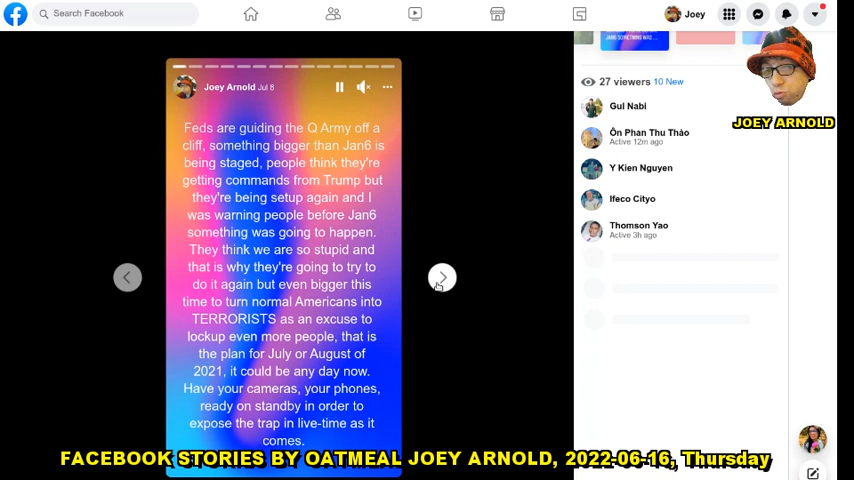 Search Facebook
Joey
Joey Arnold Jul 8
Feds are guiding the Q Army off a
cliff, something bigger than Jan6 is
being staged, people think they're
getting commands from Trump but
they're being setup again and I
was warning people before Jan6
something was going to happen.
They think we are so stupid and
that is why they're going to try to
do it again but even bigger this
time to turn normal Americans into
TERRORISTS as an excuse to
lockup even more people, that is
the plan for July or August of
2021, it could be any day now.
Have your cameras, your phones,
ready on standby in order to
expose the trap in live-time as it
comes.
27 viewers 10 New
Gul Nabi
Ôn Phan Thu Thảo
Active 12m ago
Y Kien Nguyen
Ifeco Cityo
Thomson Yao
Active 3h ago
JOEY ARNOLD
FACEBOOK STORIES BY OATMEAL JOEY ARNOLD, 2022-06-16, Thursday